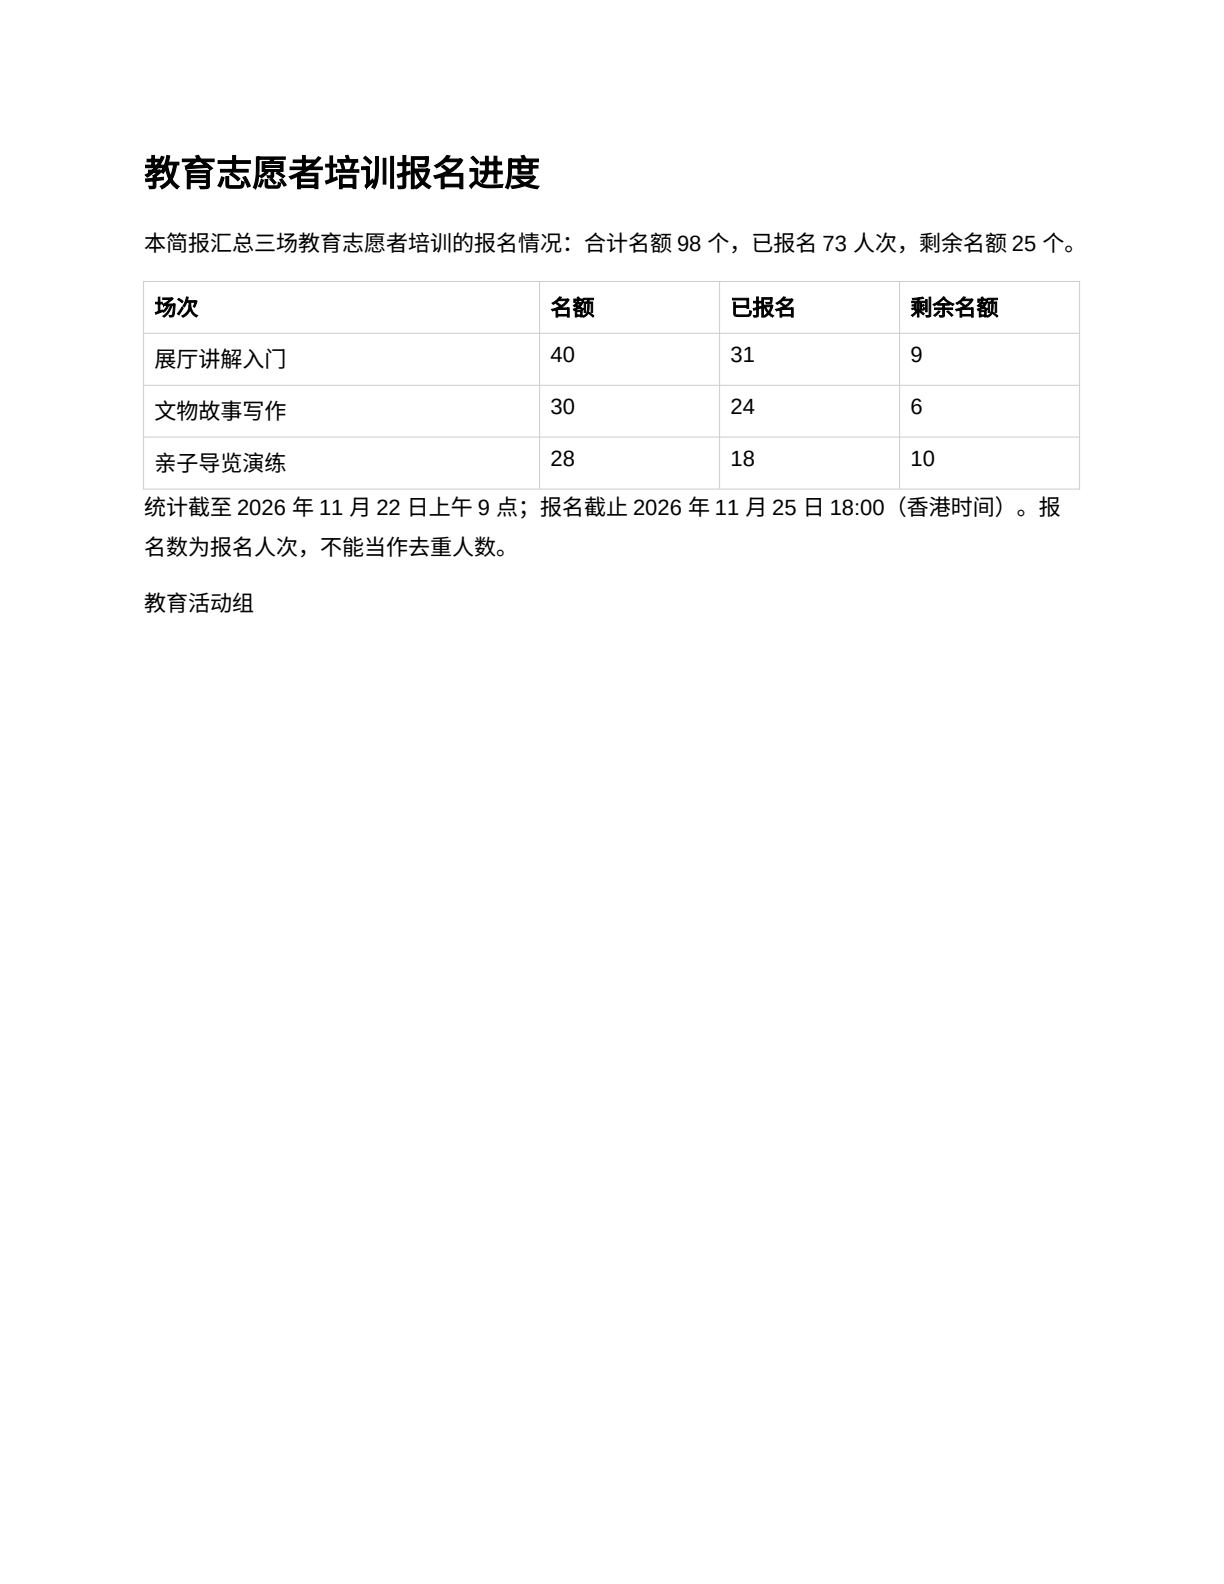 教育志愿者培训报名进度
本简报汇总三场教育志愿者培训的报名情况：合计名额 98 个，已报名 73 人次，剩余名额 25 个。
场次 名额 已报名 剩余名额
展厅讲解入门 40 31 9
文物故事写作 30 24 6
亲子导览演练 28 18 10
统计截至 2026 年 11 月 22 日上午 9 点；报名截止 2026 年 11 月 25 日 18:00（香港时间）。报
名数为报名人次，不能当作去重人数。
教育活动组